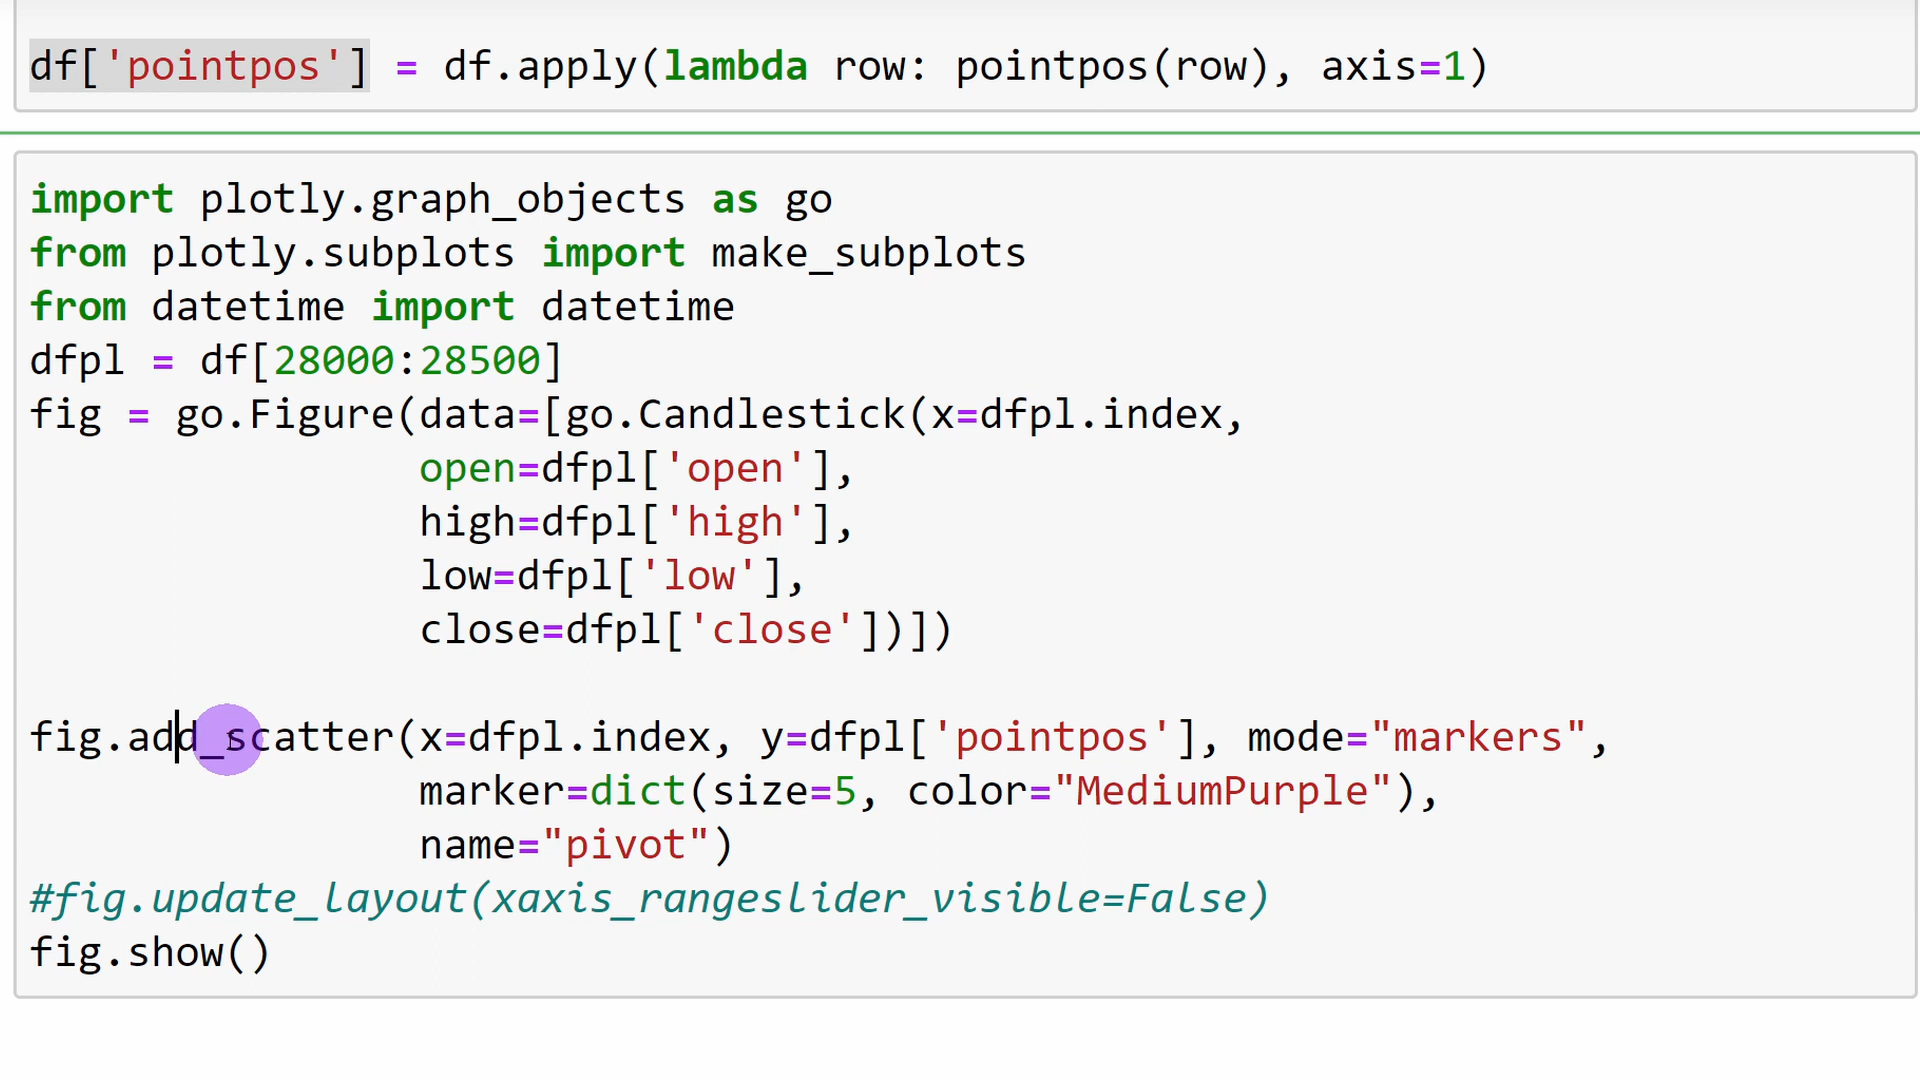 df['pointpos'] = df.apply(lambda row: pointpos(row), axis=1)
import plotly.graph_objects as go
from plotly.subplots import make_subplots
from datetime import datetime
dfpl = df[28000:28500]
fig = go.Figure(data=[go.Candlestick(x=dfpl.index,
open=dfpl['open'],
high=dfpl['high'],
low=dfpl['low'],
close=dfpl['close'])])
fig.add_scatter(x=dfpl.index, y=dfpl['pointpos'], mode="markers",
marker=dict(size=5, color="MediumPurple"),
name="pivot")
#fig.update_layout(xaxis_rangeslider_visible=False)
fig.show()